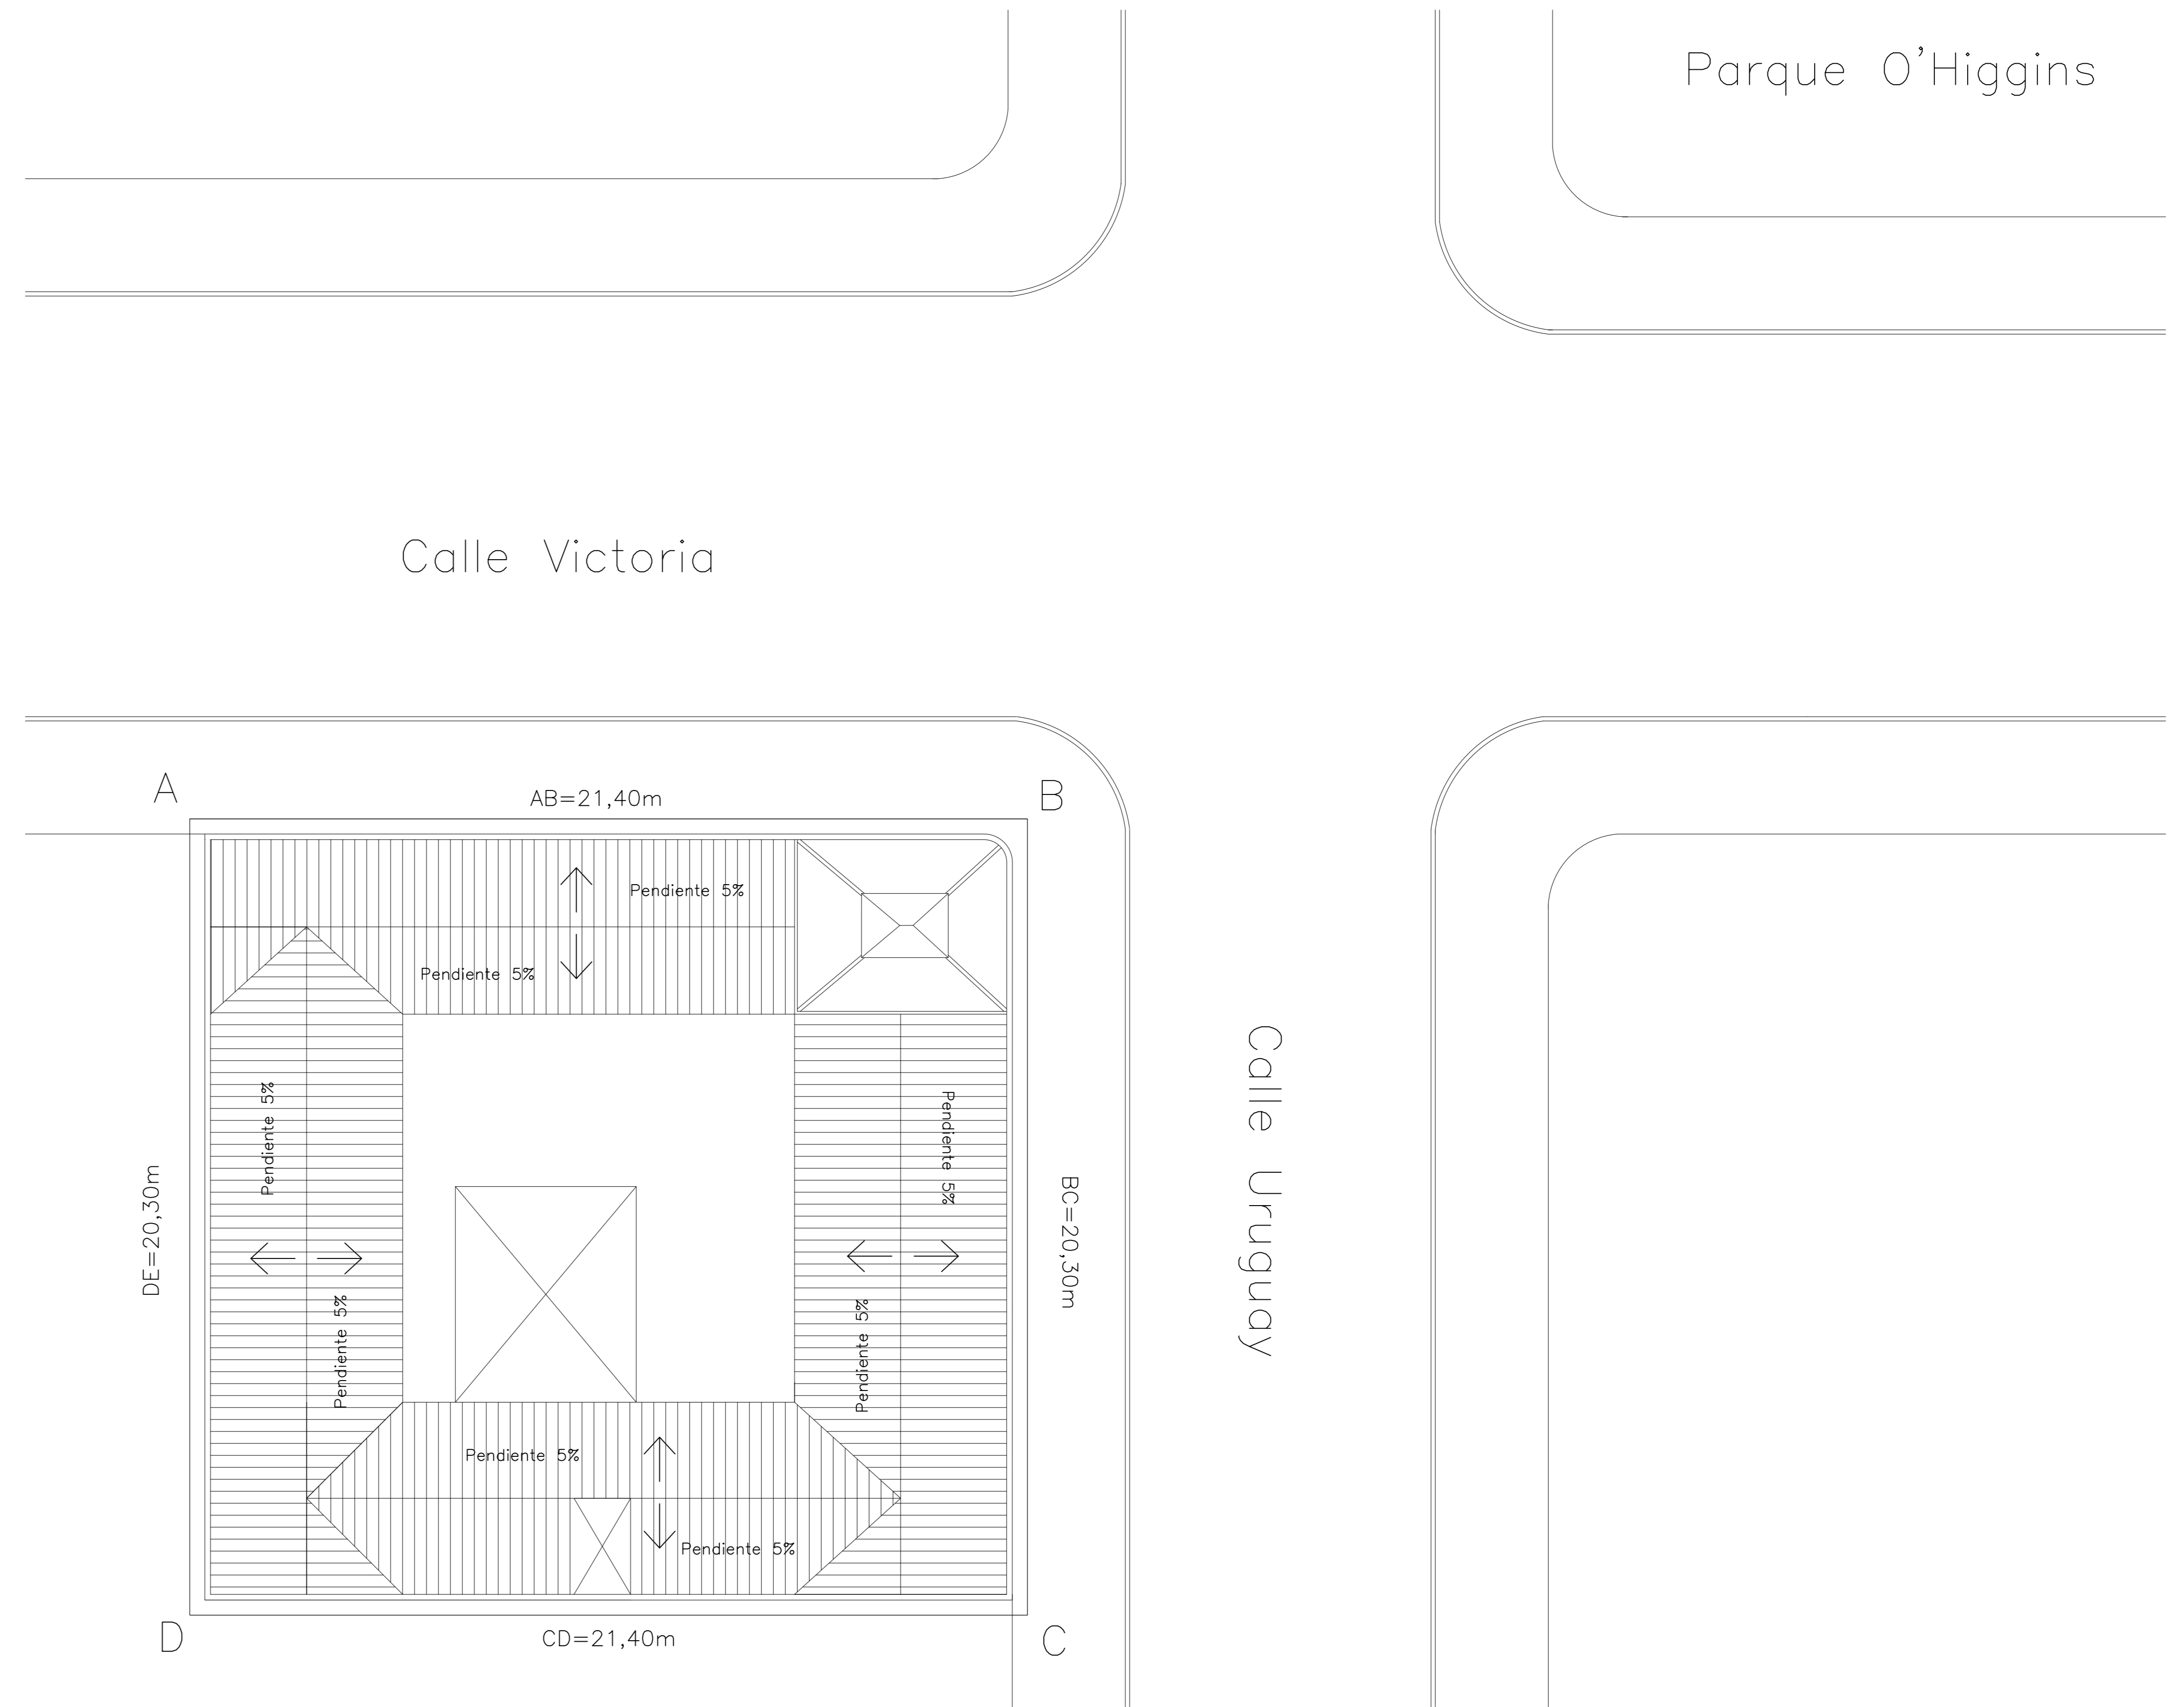 Parque O'Higgins
Calle Victoria
A
AB=21,40m
B
Pendiente 5%
Pendiente 5%
Pendiente 5%
Pendiente 5%
Calle Uruguay
DE=20,30m
BC=20,30m
Pendiente 5%
Pendiente 5%
Pendiente 5%
Pendiente 5%
D
CD=21,40m
C